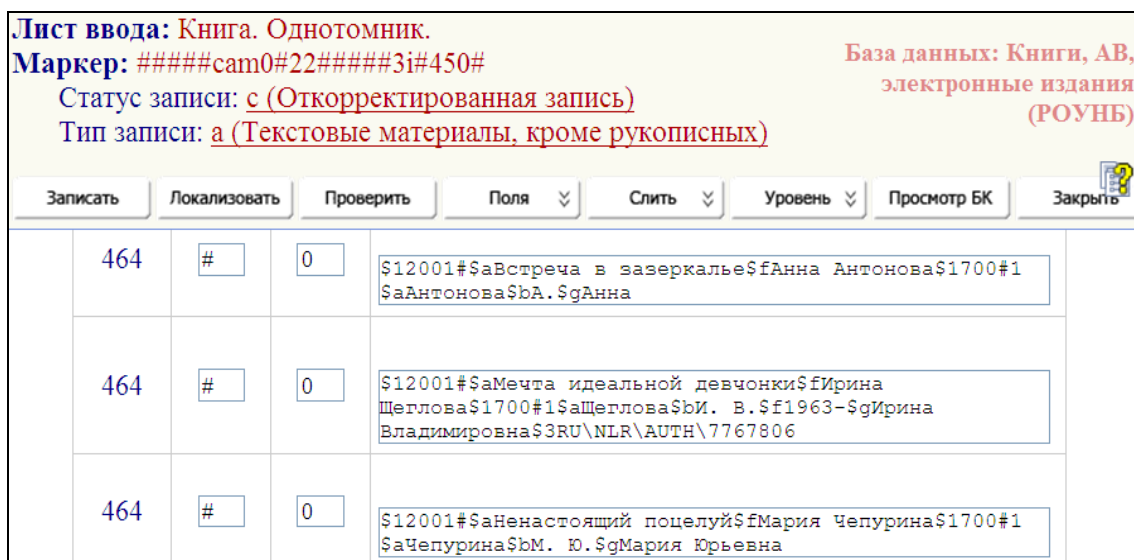 Лист ввода: Книга. Однотомник.
Маркер: #####cam0#22#####3i#450#
База данных: Книги, АВ,
электронные издания
(РОУНБ)
Статус записи: c (Откорректированная запись)
Тип записи: a (Текстовые материалы, кроме рукописных)
Записать Локализовать Проверить Поля Слить Уровень Просмотр БК Закрыть
464 # 0 $12001#$aВстреча в зазеркалье$fАнна Антонова$1700#1
$aАнтонова$bА.$gАнна
464 # 0 $12001#$aМечта идеальной девчонки$fИрина
Щеглова$1700#1$aЩеглова$bИ. В.$f1963-$gИрина
Владимировна$3RU\NLR\AUTH\7767806
464 # 0 $12001#$aНенастоящий поцелуй$fМария Чепурина$1700#1
$aЧепурина$bМ. Ю.$gМария Юрьевна